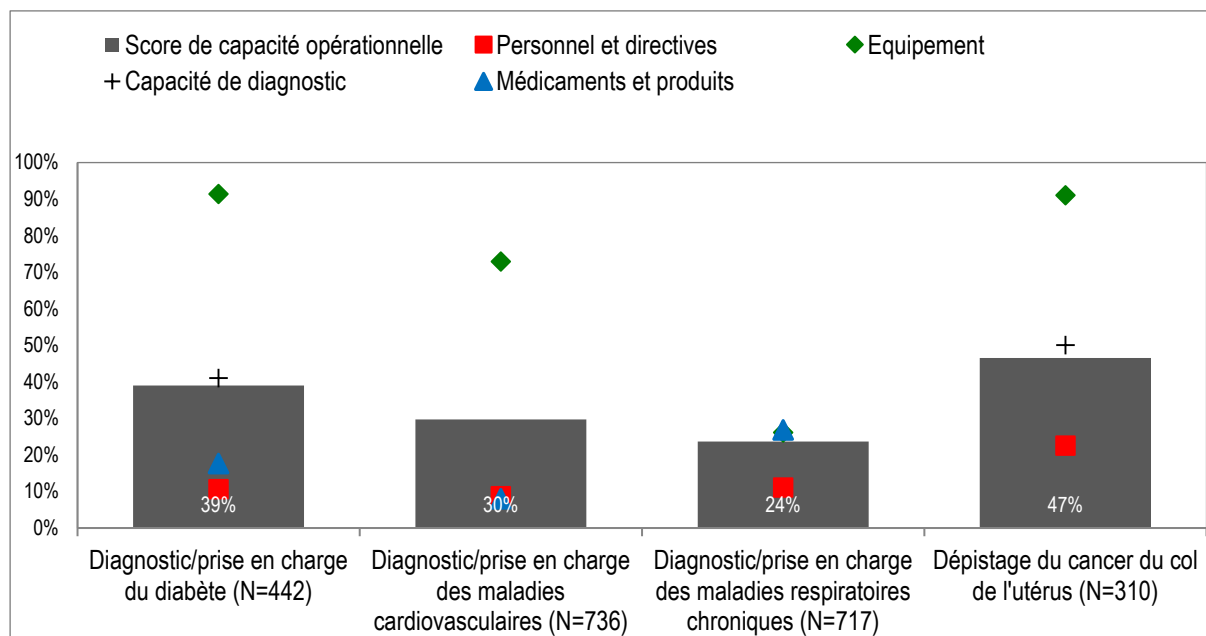 Score de capacité opérationnelle
Personnel et directives
Equipement
Capacité de diagnostic
Médicaments et produits
100%
90%
80%
70%
60%
50%
40%
30%
20%
10%
0%
39%
30%
24%
47%
Diagnostic/prise en charge
du diabète (N=442)
Diagnostic/prise en charge
des maladies
cardiovasculaires (N=736)
Diagnostic/prise en charge
des maladies respiratoires
chroniques (N=717)
Dépistage du cancer du col
de l'utérus (N=310)